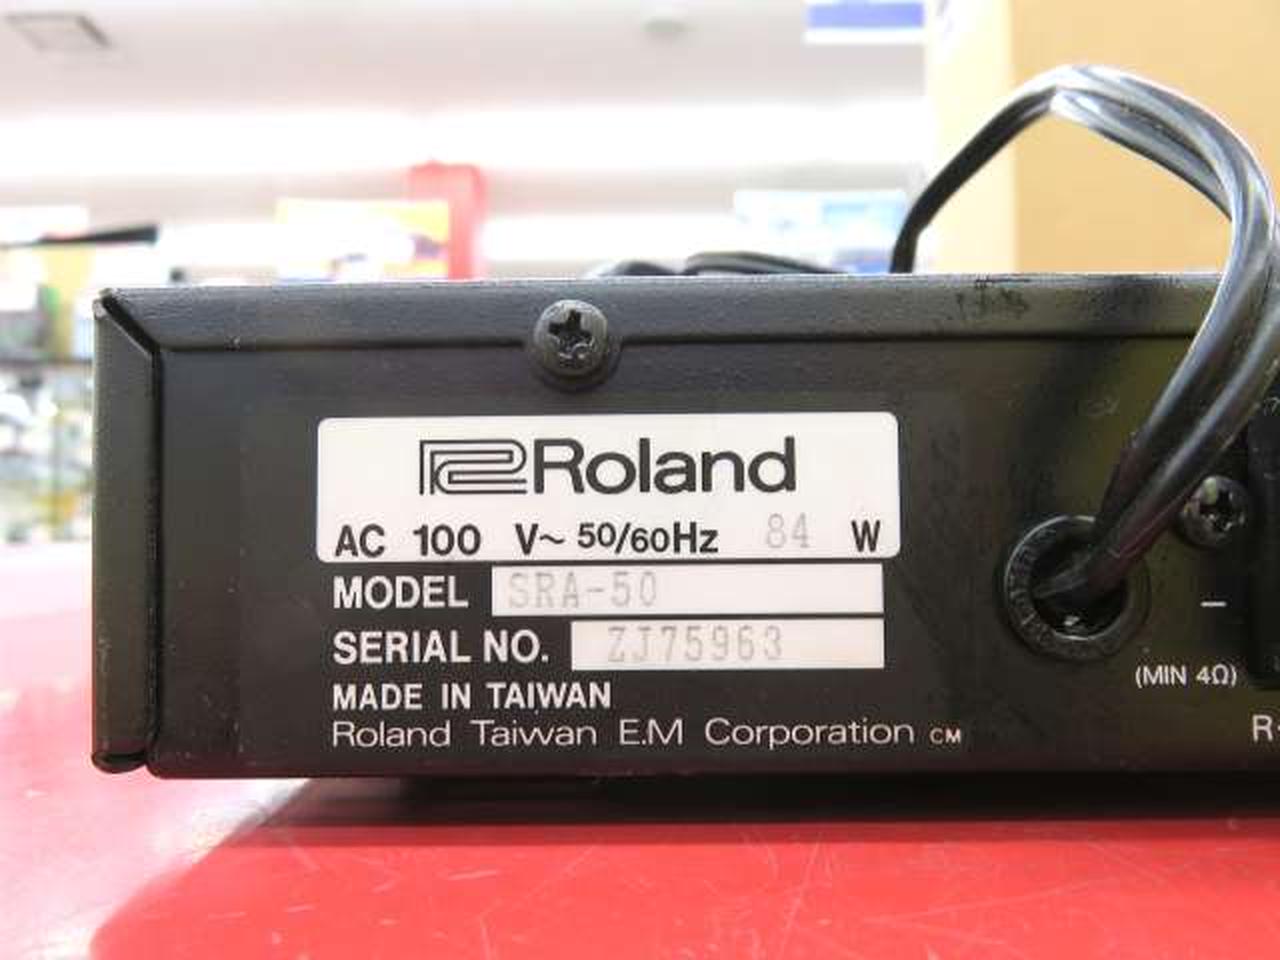 Roland
AC 100 V~ 50/60Hz 84 W
MODEL SRA-50
SERIAL NO. ZJ75963
MADE IN TAIWAN
Roland Taiwan E.M Corporation CM
–
(MIN 4Ω)
R